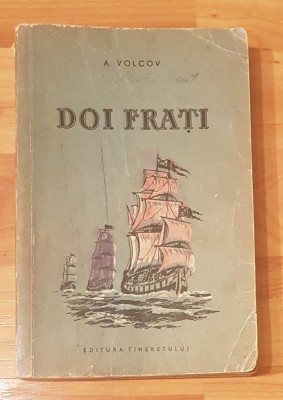 A. VOLCOV
DOI FRAȚI
EDITURA TINERETULUI